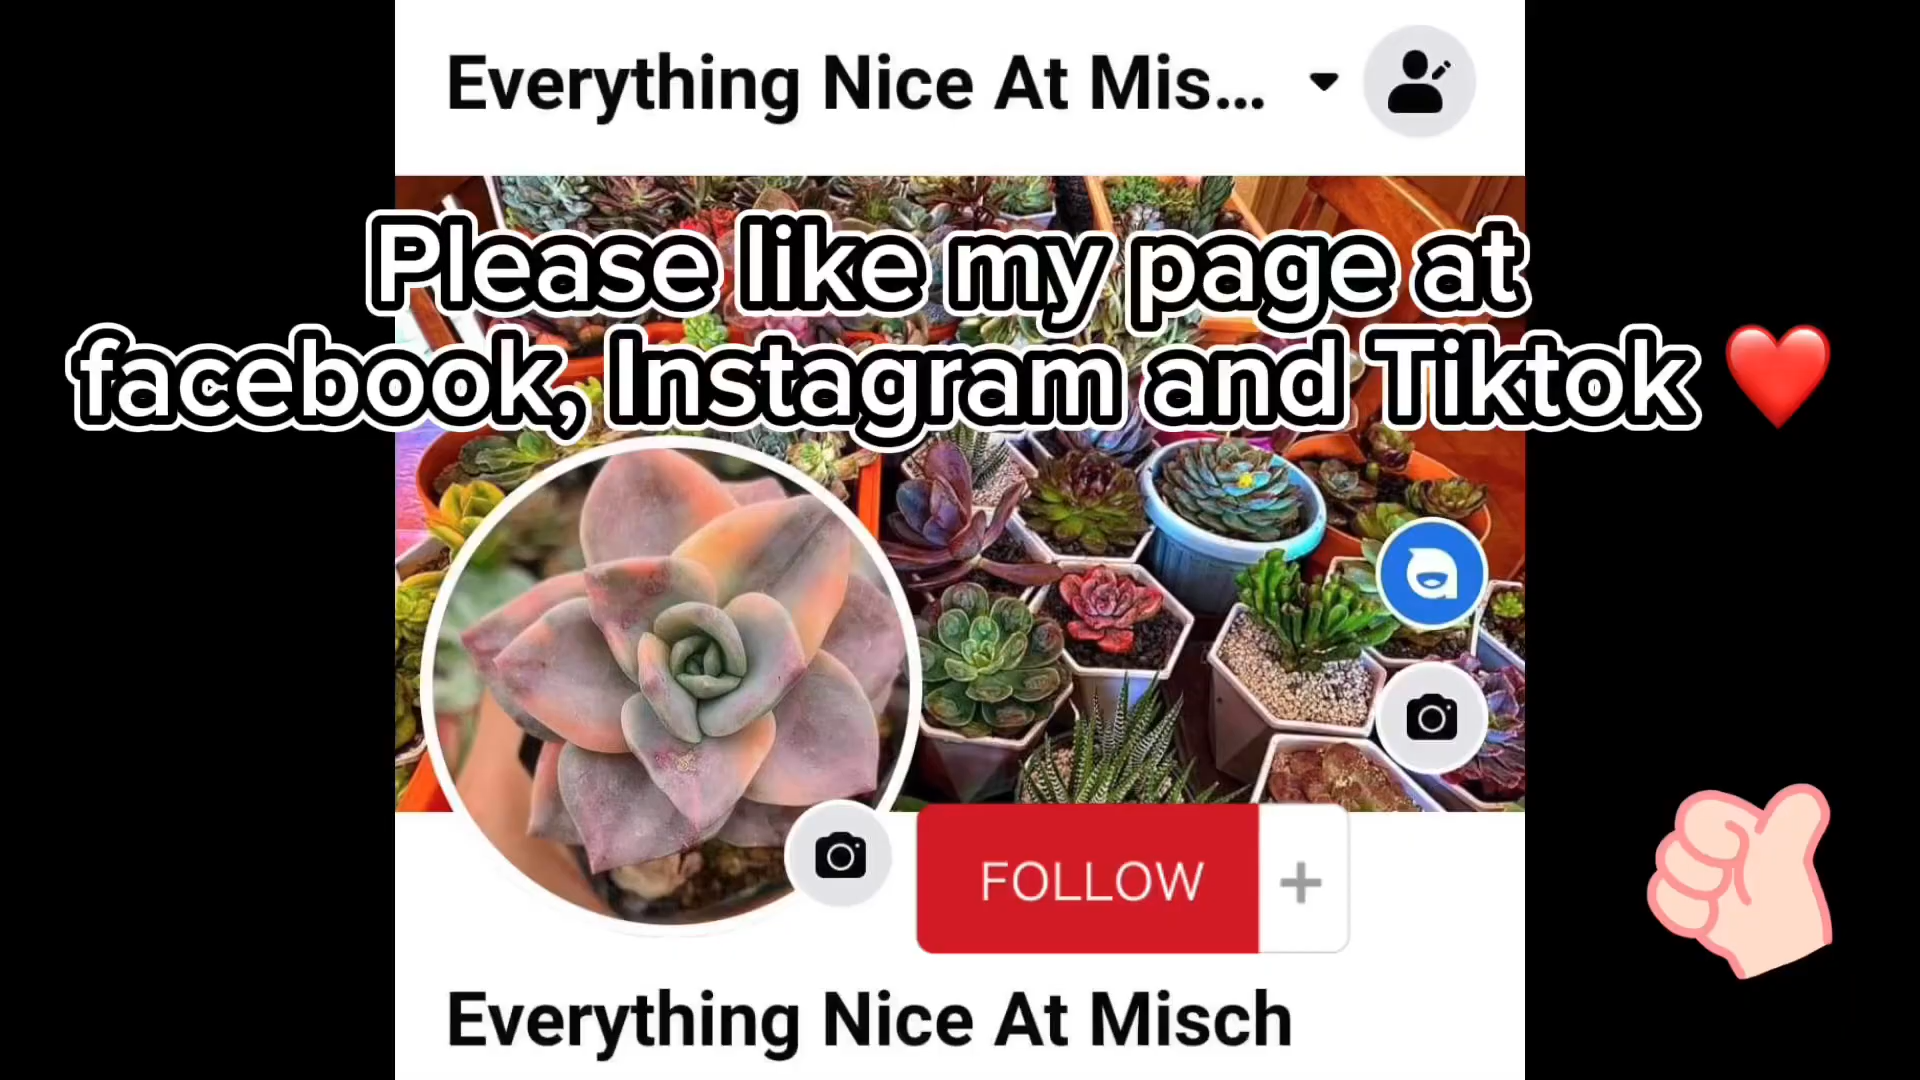 Everything Nice At Mis...
Please like my page at
facebook, Instagram and Tiktok ❤️
FOLLOW +
Everything Nice At Misch